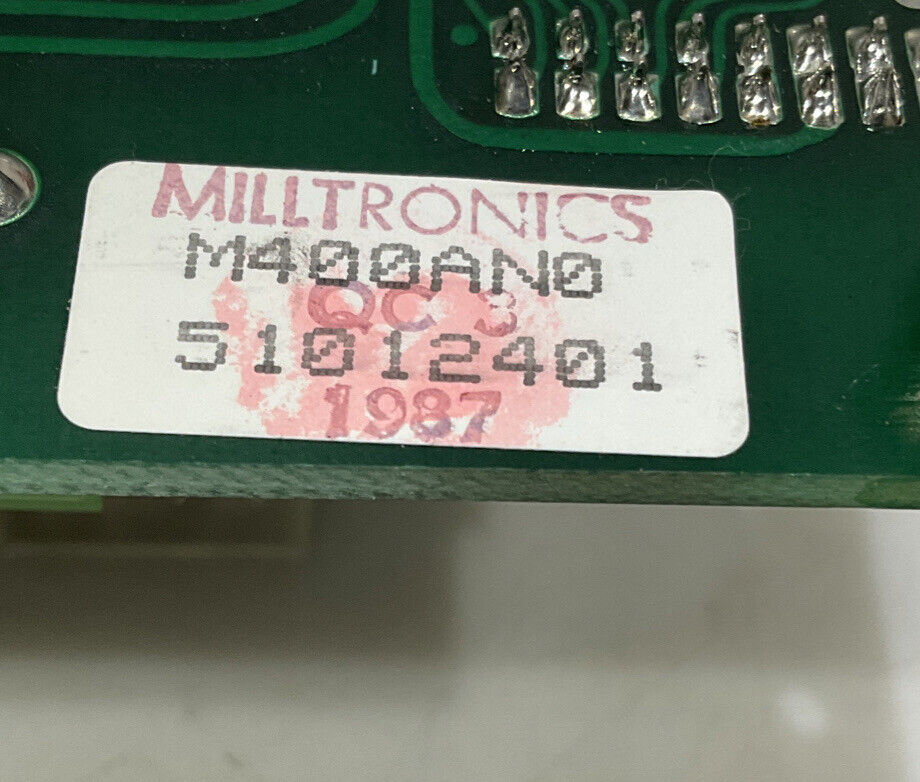 MILLTRONICS
M400AN0
QC 3
51012401
1987